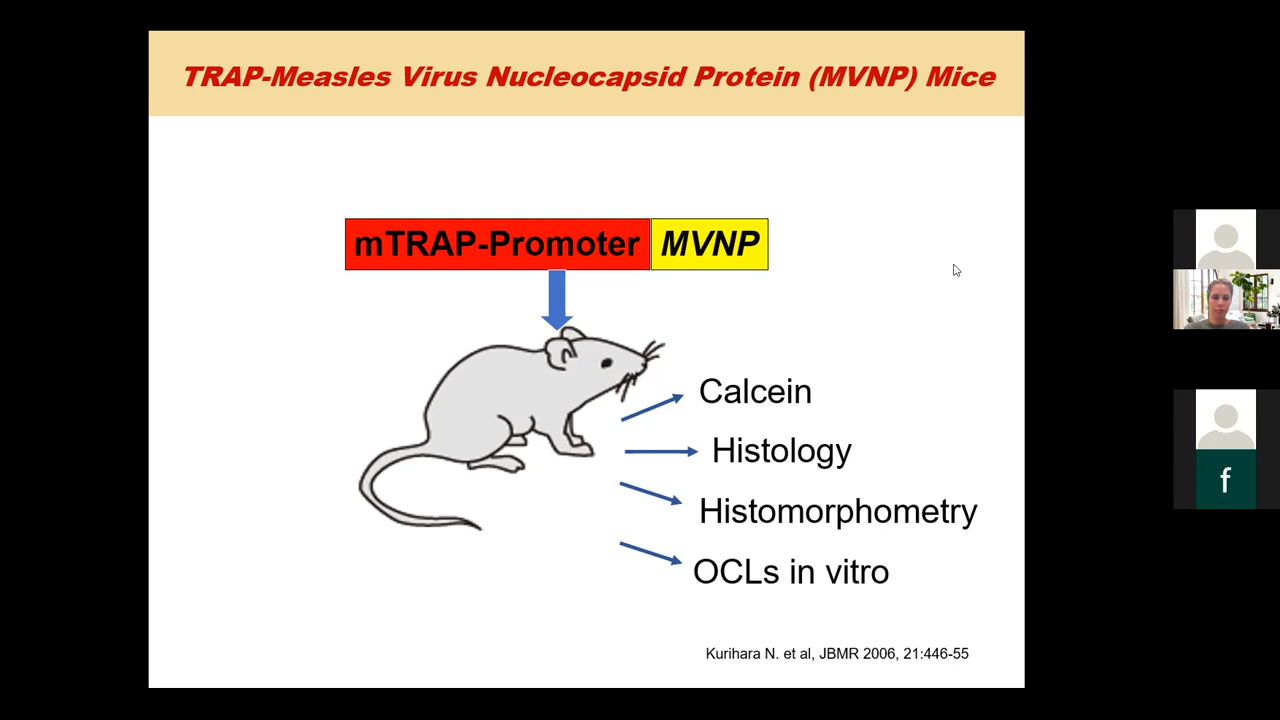 TRAP-Measles Virus Nucleocapsid Protein (MVNP) Mice
mTRAP-Promoter MVNP
Calcein
Histology
Histomorphometry
OCLs in vitro
Kurihara N. et al, JBMR 2006, 21:446-55
f